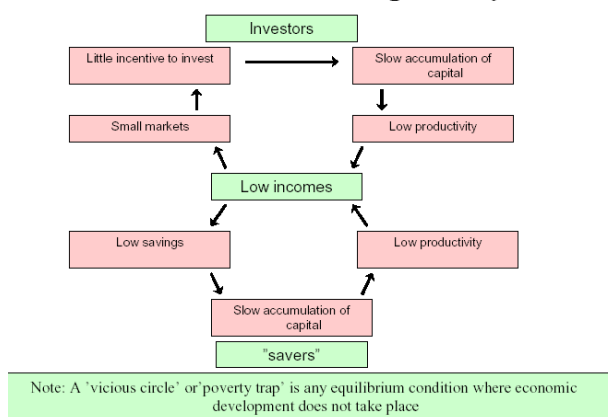 Investors
Little incentive to invest
Slow accumulation of
capital
Small markets
Low productivity
Low incomes
Low savings
Low productivity
Slow accumulation of
capital
"savers"
Note: A 'vicious circle' or'poverty trap' is any equilibrium condition where economic
development does not take place